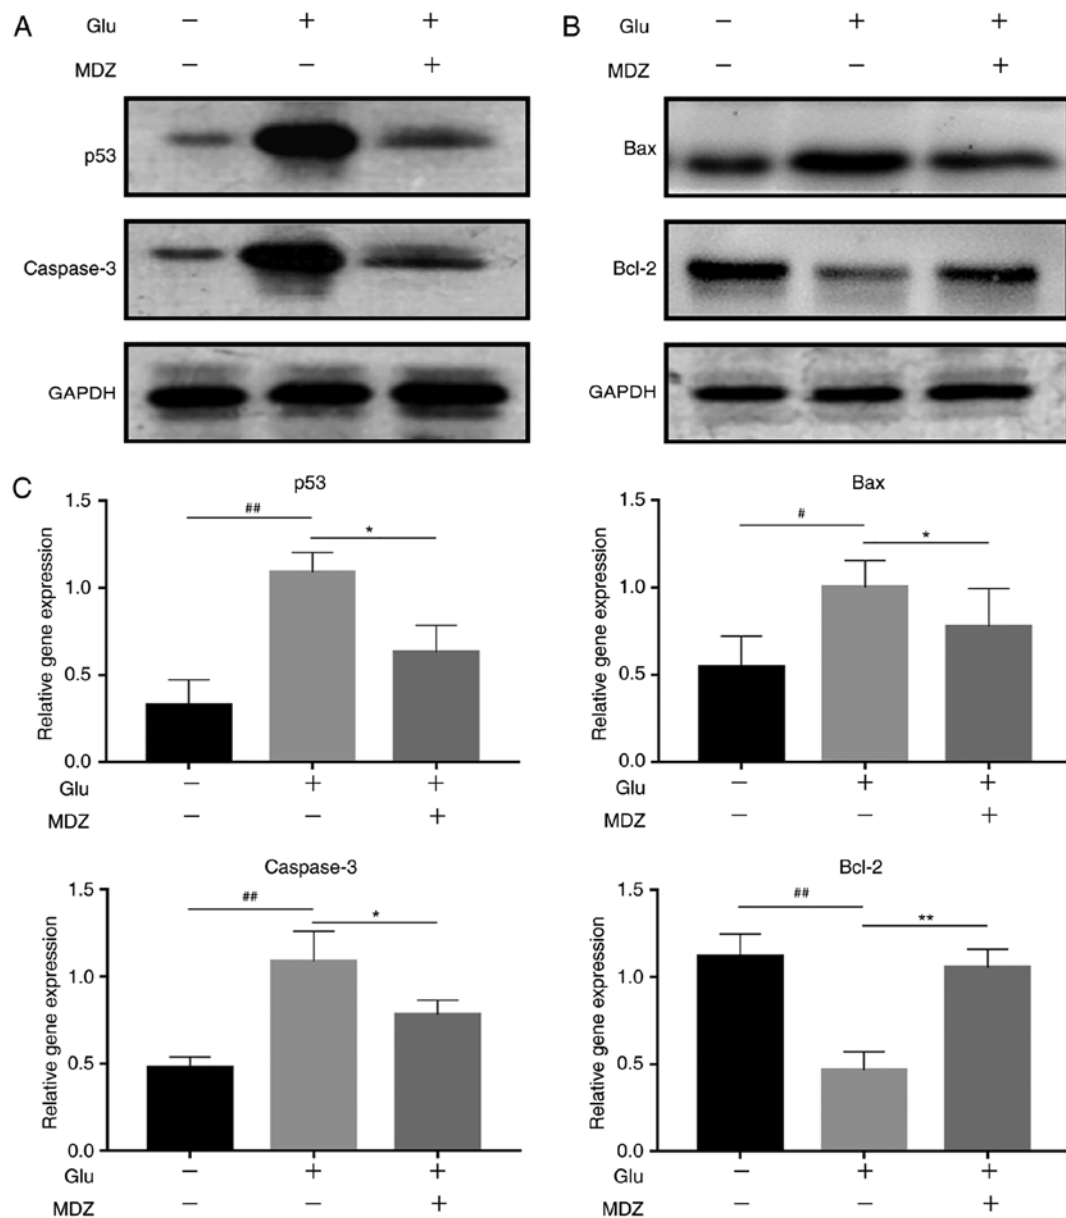 A
Glu − + +
MDZ − − +
p53
Caspase-3
GAPDH
B
Glu − + +
MDZ − − +
Bax
Bcl-2
GAPDH
C
p53
Relative gene expression
1.5
1.0
0.5
0.0
##
*
Glu − + +
MDZ − − +
Bax
Relative gene expression
1.5
1.0
0.5
0.0
#
*
Glu − + +
MDZ − − +
Caspase-3
Relative gene expression
1.5
1.0
0.5
0.0
##
*
Glu − + +
MDZ − − +
Bcl-2
Relative gene expression
1.5
1.0
0.5
0.0
##
**
Glu − + +
MDZ − − +